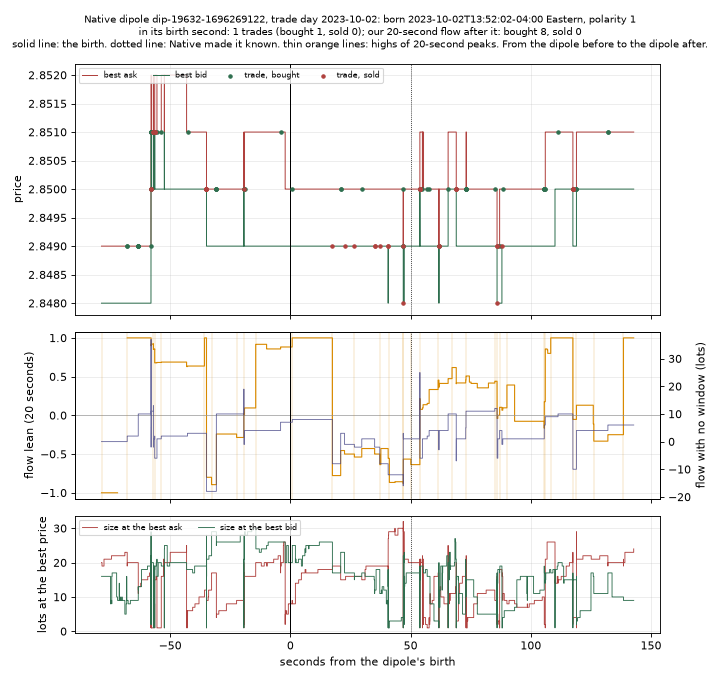 Native dipole dip-19632-1696269122, trade day 2023-10-02: born 2023-10-02T13:52:02-04:00 Eastern, polarity 1
in its birth second: 1 trades (bought 1, sold 0); our 20-second flow after it: bought 8, sold 0
solid line: the birth. dotted line: Native made it known. thin orange lines: highs of 20-second peaks. From the dipole before to the dipole after.
best ask
best bid
trade, bought
trade, sold
2.8520
2.8515
2.8510
2.8505
2.8500
2.8495
2.8490
2.8485
2.8480
price
1.0
0.5
0.0
−0.5
−1.0
flow lean (20 seconds)
30
20
10
0
−10
−20
flow with no window (lots)
size at the best ask
size at the best bid
30
20
10
0
lots at the best price
−50
0
50
100
150
seconds from the dipole's birth